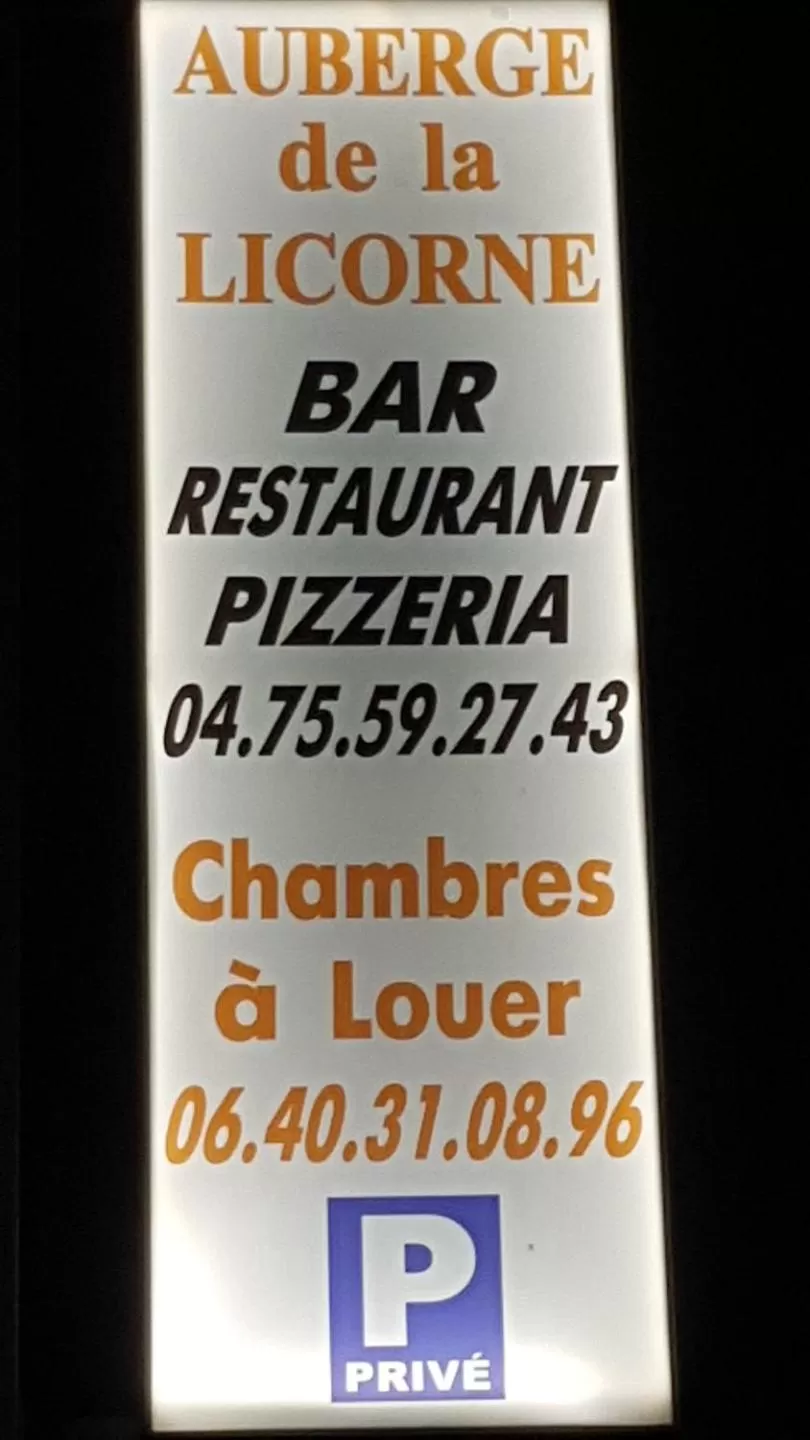 AUBERGE
de la
LICORNE
BAR
RESTAURANT
PIZZERIA
04.75.59.27.43
Chambres
à Louer
06.40.31.08.96
P
PRIVÉ